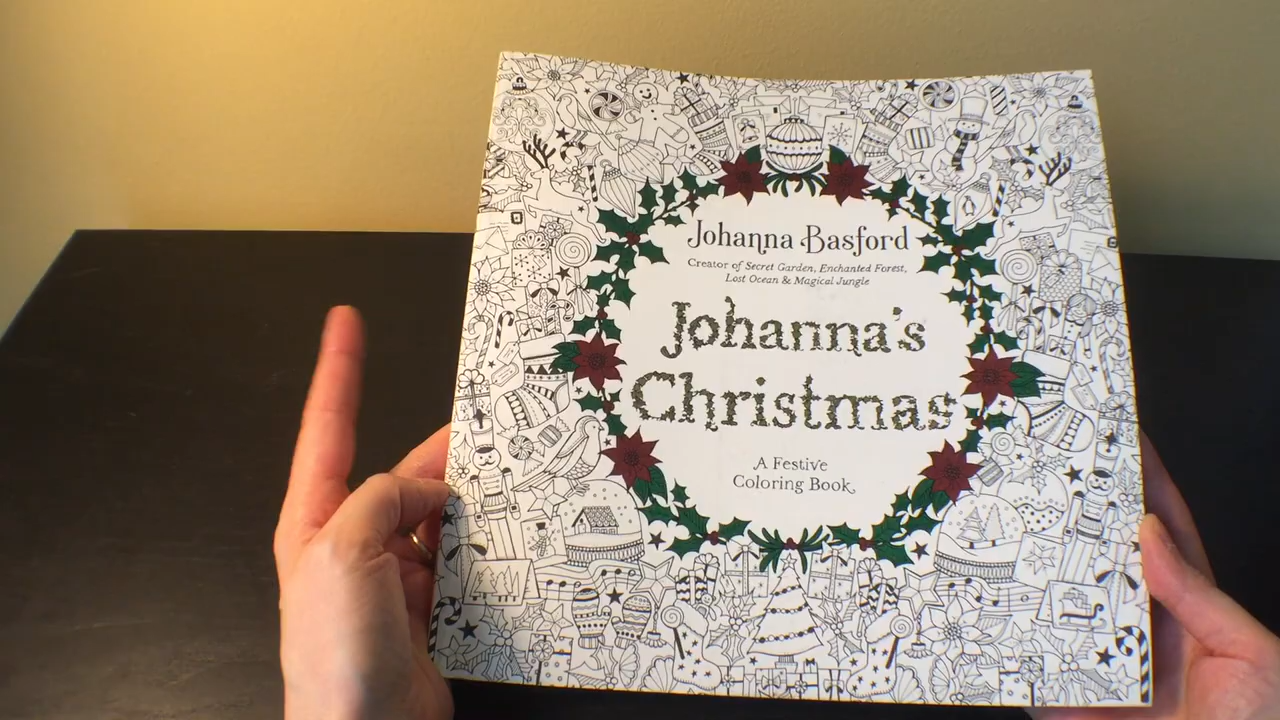 Johanna Basford
Creator of Secret Garden, Enchanted Forest,
Lost Ocean & Magical Jungle
Johanna's
Christmas
A Festive
Coloring Book